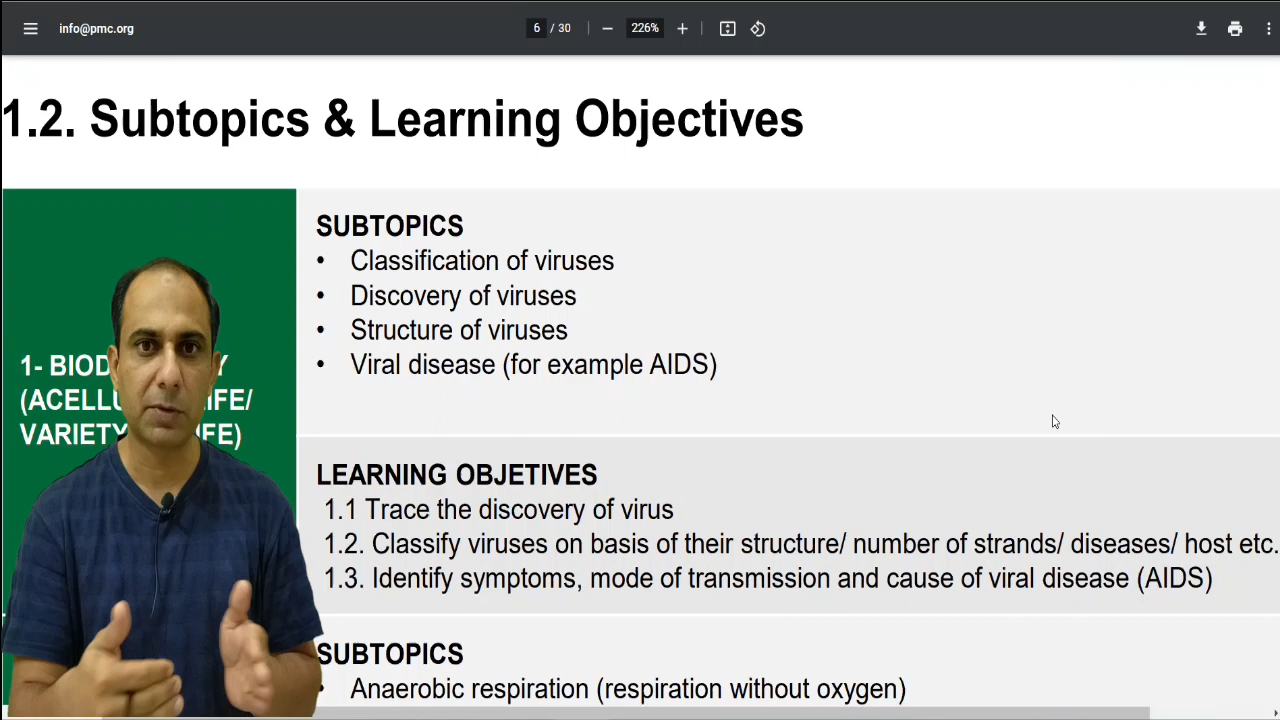 info@pmc.org
6 / 30
226%
1.2. Subtopics & Learning Objectives
SUBTOPICS
• Classification of viruses
• Discovery of viruses
• Structure of viruses
• Viral disease (for example AIDS)
1-
VARIETY
LEARNING OBJETIVES
1.1 Trace the discovery of virus
1.2. Classify viruses on basis of their structure/ number of strands/ diseases/ host etc.
1.3. Identify symptoms, mode of transmission and cause of viral disease (AIDS)
SUBTOPICS
• Anaerobic respiration (respiration without oxygen)